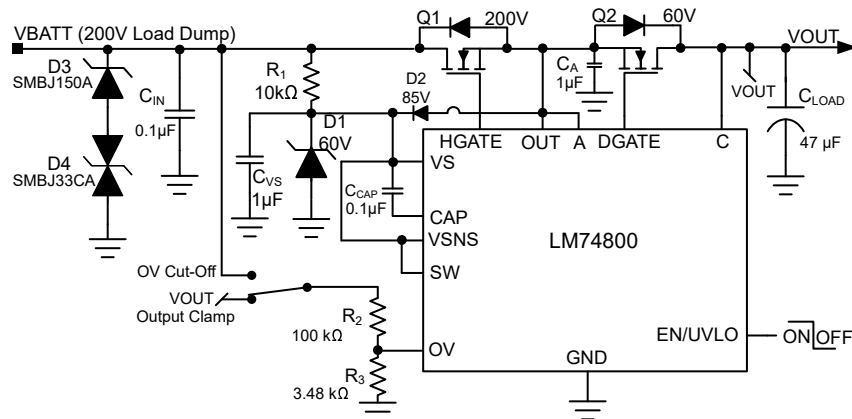 Q1
200V
Q2
60V
VBATT (200V Load Dump)
VOUT
D3
SMBJ150A
CIN
0.1µF
R1
10kΩ
D2
85V
CA
1µF
VOUT
CLOAD
47 µF
D1
60V
HGATE
OUT
A
DGATE
C
D4
SMBJ33CA
CVS
1µF
VS
CCAP
0.1µF
CAP
VSNS
SW
LM74800
OV Cut-Off
VOUT
Output Clamp
R2
100 kΩ
OV
R3
3.48 kΩ
GND
EN/UVLO
ON
OFF